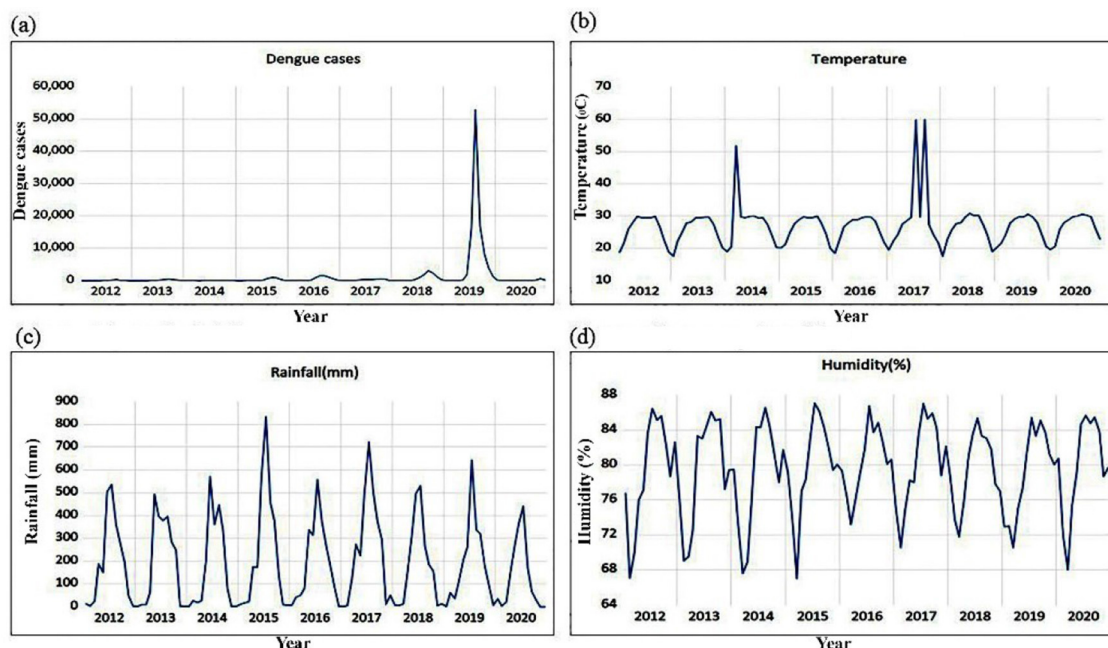 (a)
Dengue cases
60,000
50,000
40,000
30,000
20,000
10,000
0
Dengue cases
2012 2013 2014 2015 2016 2017 2018 2019 2020
Year
(b)
Temperature
70
60
50
40
30
20
10
Temperature (oC)
2012 2013 2014 2015 2016 2017 2018 2019 2020
Year
(c)
Rainfall(mm)
900
800
700
600
500
400
300
200
100
0
Rainfall (mm)
2012 2013 2014 2015 2016 2017 2018 2019 2020
Year
(d)
Humidity(%)
88
84
80
76
72
68
64
Humidity (%)
2012 2013 2014 2015 2016 2017 2018 2019 2020
Year